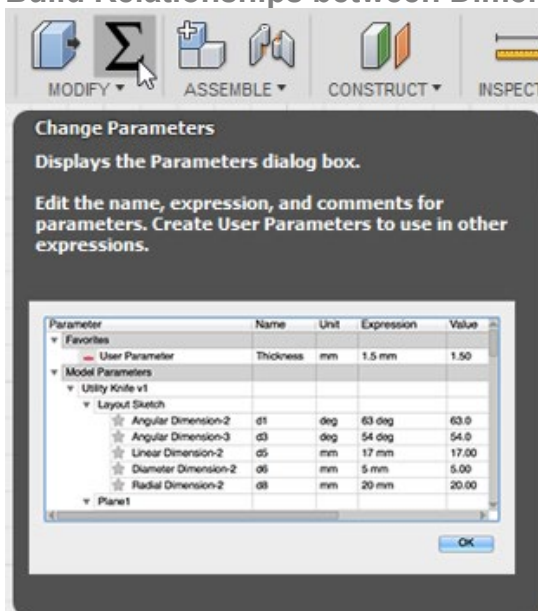 Build Relationships between Dimen
MODIFY ▾ ASSEMBLE ▾ CONSTRUCT ▾ INSPECT
Change Parameters
Displays the Parameters dialog box.
Edit the name, expression, and comments for
parameters. Create User Parameters to use in other
expressions.
Parameter Name Unit Expression Value
Favorites
User Parameter Thickness mm 1.5 mm 1.50
Model Parameters
Utility Knife v1
Layout Sketch
Angular Dimension-2 d1 deg 63 deg 63.0
Angular Dimension-3 d3 deg 54 deg 54.0
Linear Dimension-2 d5 mm 17 mm 17.00
Diameter Dimension-2 d6 mm 5 mm 5.00
Radial Dimension-2 d8 mm 20 mm 20.00
Plane1
OK